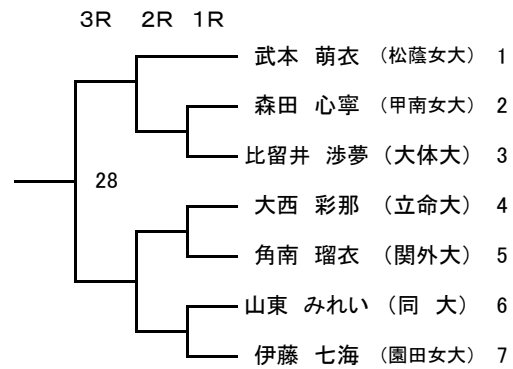 3R 2R 1R
武本 萌衣 （松蔭女大） 1
森田 心寧 （甲南女大） 2
比留井 渉夢 （大体大） 3
28
大西 彩那 （立命大） 4
角南 瑠衣 （関外大） 5
山東 みれい （同 大） 6
伊藤 七海 （園田女大） 7